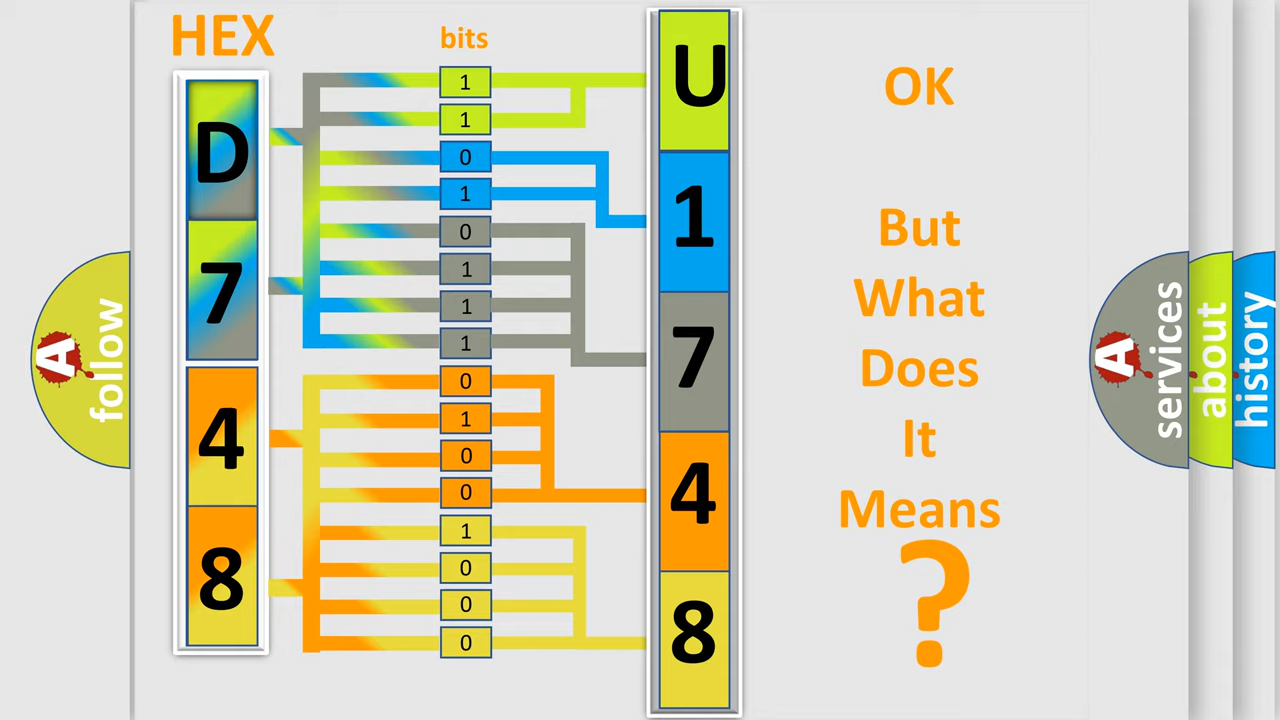 HEX
bits
D
7
4
8
1
1
0
1
0
1
1
1
0
1
0
0
1
0
0
0
U
1
7
4
8
OK
But
What
Does
It
Means
?
A
follow
A
services
about
history